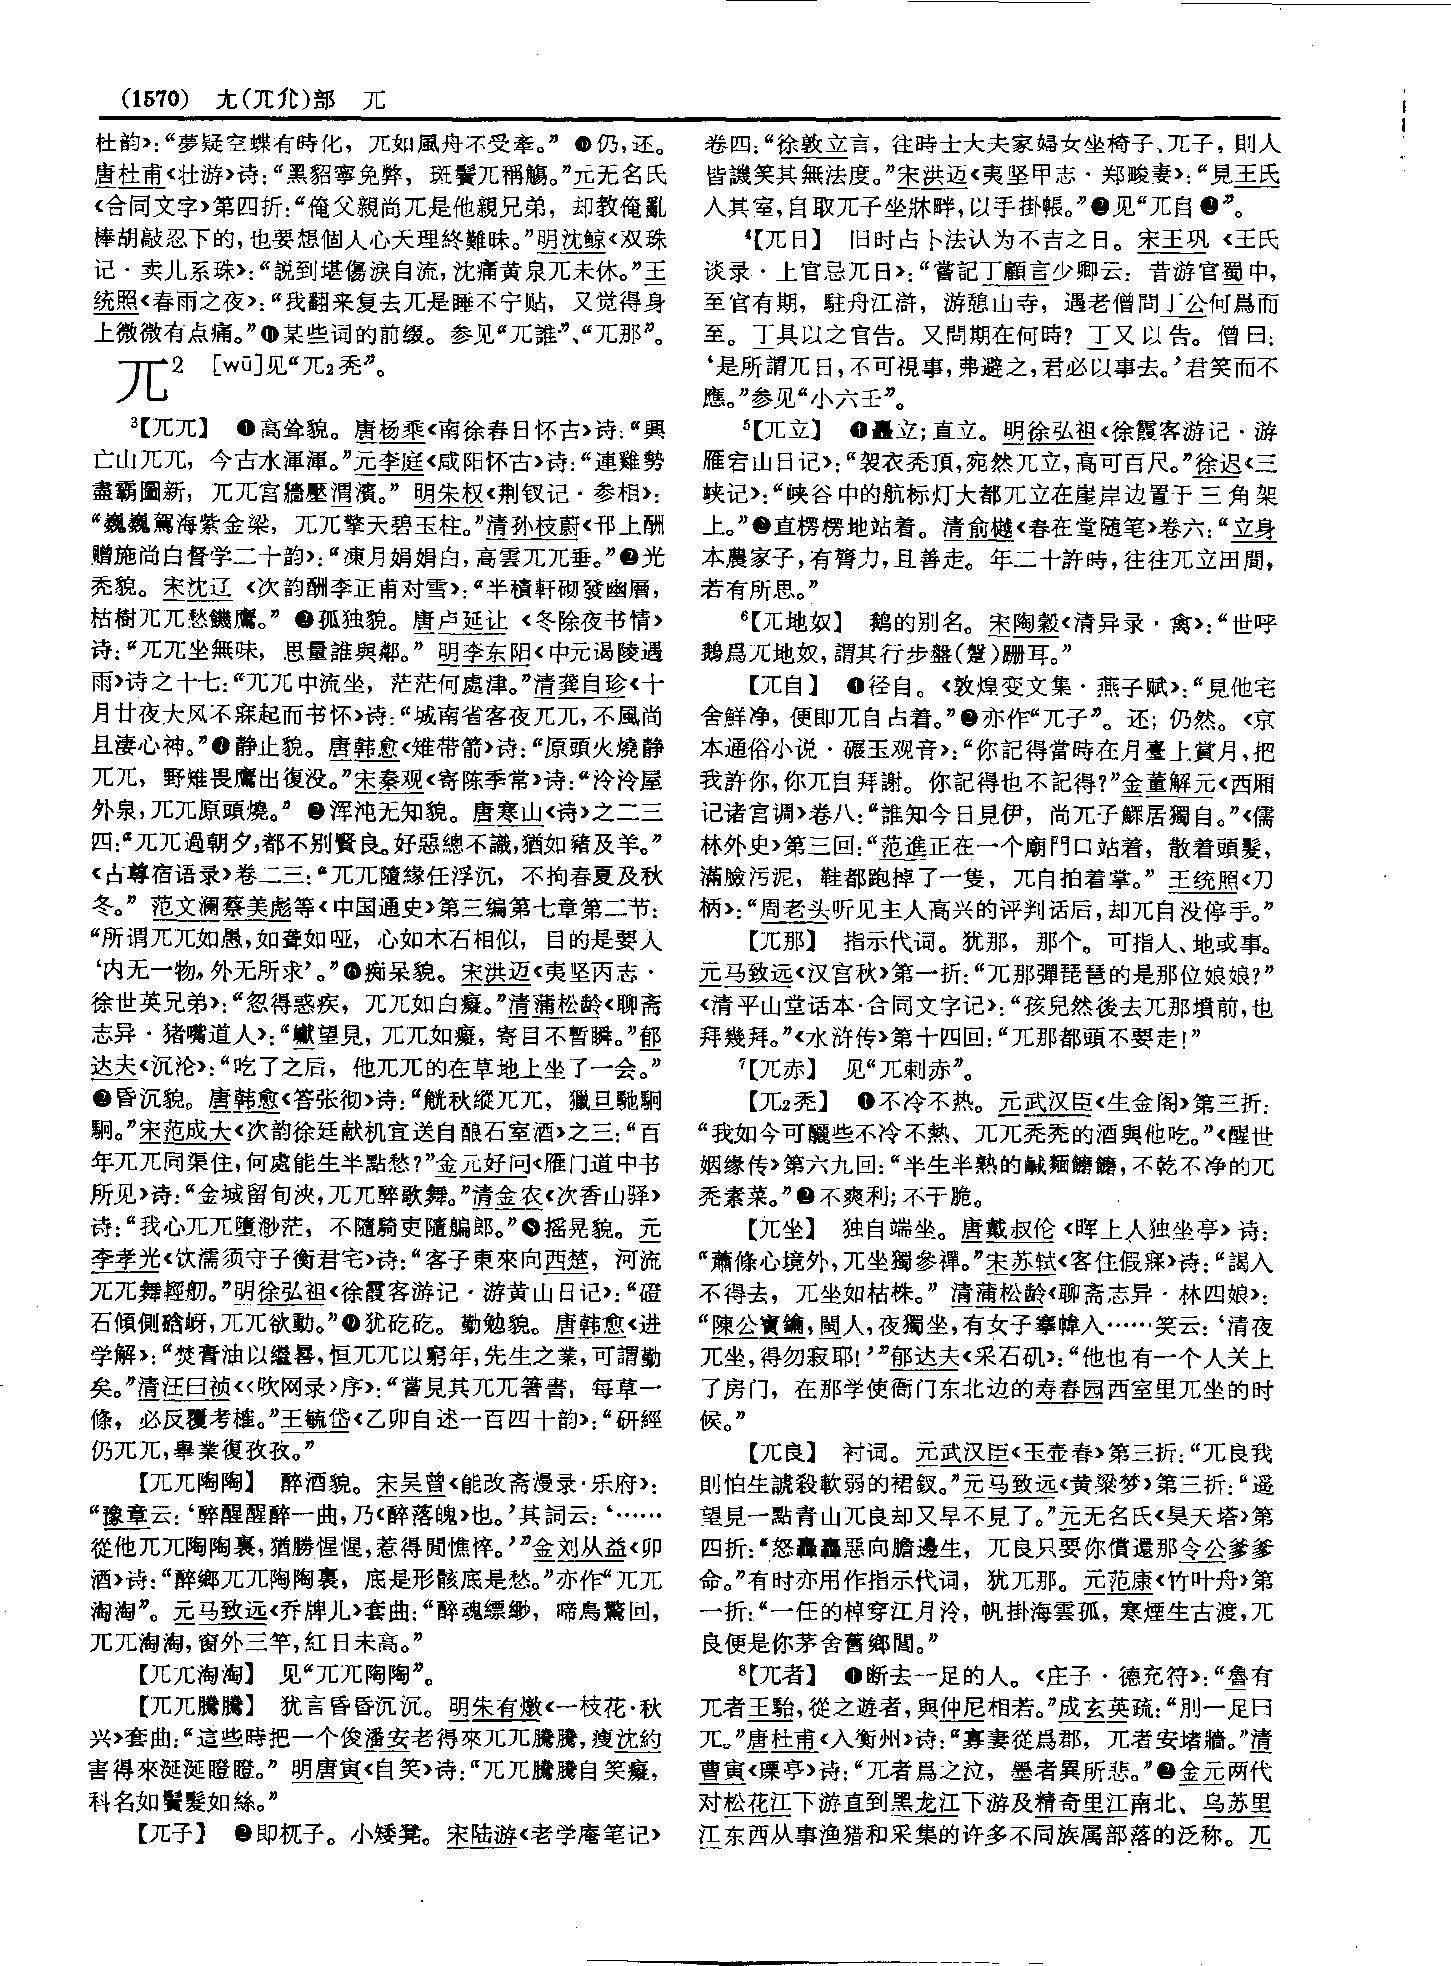 (1570) 尢(兀尣)部 兀
杜韵》：“夢疑空蝶有時化，兀如風舟不受牽。” ❿仍，还。
唐杜甫《壮游》诗：“黑貂寧免弊，斑鬢兀稱觴。”元无名氏
《合同文字》第四折：“俺父親尚兀是他親兄弟，却教俺亂
棒胡敲忍下的，也要想個人心天理終難昧。”明沈鲸《双珠
记·卖儿系珠》：“説到堪傷淚自流，沈痛黄泉兀未休。”王
统照《春雨之夜》：“我翻来复去兀是睡不宁贴，又觉得身
上微微有点痛。”⓫某些词的前缀。参见“兀誰”、“兀那”。
兀2 [wū]见“兀2秃”。
3【兀兀】 ❶高耸貌。唐杨乘《南徐春日怀古》诗：“興
亡山兀兀，今古水渾渾。”元李庭《咸阳怀古》诗：“連雞勢
盡霸圖新，兀兀宫牆壓渭濱。” 明朱权《荆钗记·参相》：
“巍巍駕海紫金梁，兀兀擎天碧玉柱。”清孙枝蔚《邗上酬
赠施尚白督学二十韵》：“凍月娟娟白，高雲兀兀垂。”❷光
秃貌。宋沈辽《次韵酬李正甫对雪》：“半積軒砌發幽層，
枯樹兀兀愁饑鷹。” ❸孤独貌。唐卢延让《冬除夜书情》
诗：“兀兀坐無味，思量誰與鄰。” 明李东阳《中元谒陵遇
雨》诗之十七：“兀兀中流坐，茫茫何處津。”清龚自珍《十
月廿夜大风不寐起而书怀》诗：“城南省客夜兀兀，不風尚
且淒心神。”❹静止貌。唐韩愈《雉带箭》诗：“原頭火燒静
兀兀，野雉畏鷹出復没。”宋秦观《寄陈季常》诗：“泠泠屋
外泉，兀兀原頭燒。” ❺浑沌无知貌。唐寒山《诗》之二三
四：“兀兀過朝夕，都不别賢良。好惡總不識，猶如豬及羊。”
《古尊宿语录》卷二三：“兀兀隨緣任浮沉，不拘春夏及秋
冬。” 范文澜蔡美彪等《中国通史》第三编第七章第二节：
“所谓兀兀如愚，如聋如哑，心如木石相似，目的是要人
‘内无一物，外无所求’。”❻痴呆貌。宋洪迈《夷坚丙志·
徐世英兄弟》：“忽得惑疾，兀兀如白癡。”清蒲松龄《聊斋
志异·猪嘴道人》：“巘望見，兀兀如癡，寄目不暫瞬。”郁
达夫《沉沦》：“吃了之后，他兀兀的在草地上坐了一会。”
❼昏沉貌。唐韩愈《答张彻》诗：“觥秋縱兀兀，獵旦馳駉
駉。”宋范成大《次韵徐廷献机宜送自酿石室酒》之三：“百
年兀兀同渠住，何處能生半點愁？”金元好问《雁门道中书
所见》诗：“金城留旬浹，兀兀醉歌舞。”清金农《次香山驿》
诗：“我心兀兀墮渺茫，不隨騎吏隨觿郎。”❽摇晃貌。元
李孝光《饮濡须守子衡君宅》诗：“客子東來向西楚，河流
兀兀舞輕舠。”明徐弘祖《徐霞客游记·游黄山日记》：“磴
石傾側硲岈，兀兀欲動。”❾犹矻矻。勤勉貌。唐韩愈《进
学解》：“焚膏油以繼晷，恒兀兀以窮年，先生之業，可謂勤
矣。”清汪曰祯《〈吹网录〉序》：“嘗見其兀兀箸書，每草一
條，必反覆考榷。”王毓岱《乙卯自述一百四十韵》：“研經
仍兀兀，舉業復孜孜。”
【兀兀陶陶】 醉酒貌。宋吴曾《能改斋漫录·乐府》：
“豫章云：‘醉醒醒醉一曲，乃《醉落魄》也。’其詞云：‘……
從他兀兀陶陶裏，猶勝惺惺，惹得閒憔悴。’”金刘从益《卯
酒》诗：“醉鄉兀兀陶陶裏，底是形骸底是愁。”亦作“兀兀
淘淘”。元马致远《乔牌儿》套曲：“醉魂縹緲，啼鳥驚回，
兀兀淘淘，窗外三竿，紅日未高。”
【兀兀淘淘】 见“兀兀陶陶”。
【兀兀騰騰】 犹言昏昏沉沉。明朱有燉《一枝花·秋
兴》套曲：“這些時把一个俊潘安老得來兀兀騰騰，瘦沈約
害得來涎涎瞪瞪。” 明唐寅《自笑》诗：“兀兀騰騰自笑癡，
科名如鬢髮如絲。”
【兀子】 ❶即杌子。小矮凳。宋陆游《老学庵笔记》
卷四：“徐敦立言，往時士大夫家婦女坐椅子、兀子，則人
皆譏笑其無法度。”宋洪迈《夷坚甲志·郑畯妻》：“見王氏
入其室，自取兀子坐牀畔，以手掛帳。”❷见“兀自❷”。
4【兀日】 旧时占卜法认为不吉之日。宋王巩《王氏
谈录·上官忌兀日》：“嘗記丁顧言少卿云：昔游官蜀中，
至官有期，駐舟江滸，游憩山寺，遇老僧問丁公何爲而
至。丁具以之官告。又問期在何時？丁又以告。僧曰：
‘是所謂兀日，不可視事，弗避之，君必以事去。’君笑而不
應。”参见“小六壬”。
5【兀立】 ❶矗立；直立。明徐弘祖《徐霞客游记·游
雁宕山日记》：“袈衣秃頂，宛然兀立，高可百尺。”徐迟《三
峡记》：“峡谷中的航标灯大都兀立在崖岸边置于三角架
上。”❷直楞楞地站着。清俞樾《春在堂随笔》卷六：“立身
本農家子，有膂力，且善走。年二十許時，往往兀立田間，
若有所思。”
6【兀地奴】 鹅的别名。宋陶穀《清异录·禽》：“世呼
鵝爲兀地奴，謂其行步盤(蹩)跚耳。”
【兀自】 ❶径自。《敦煌变文集·燕子赋》：“見他宅
舍鮮净，便即兀自占着。”❷亦作“兀子”。还；仍然。《京
本通俗小说·碾玉观音》：“你記得當時在月臺上賞月，把
我許你，你兀自拜謝。你記得也不記得？”金董解元《西厢
记诸宫调》卷八：“誰知今日見伊，尚兀子鰥居獨自。”《儒
林外史》第三回：“范進正在一个廟門口站着，散着頭髮，
滿臉污泥，鞋都跑掉了一隻，兀自拍着掌。” 王统照《刀
柄》：“周老头听见主人高兴的评判话后，却兀自没停手。”
【兀那】 指示代词。犹那，那个。可指人、地或事。
元马致远《汉宫秋》第一折：“兀那彈琵琶的是那位娘娘？”
《清平山堂话本·合同文字记》：“孩兒然後去兀那墳前，也
拜幾拜。”《水浒传》第十四回：“兀那都頭不要走！”
7【兀赤】 见“兀剌赤”。
【兀2秃】 ❶不冷不热。元武汉臣《生金阁》第三折：
“我如今可釃些不冷不熱、兀兀秃秃的酒與他吃。”《醒世
姻缘传》第六九回：“半生半熟的鹹麵餶餷，不乾不净的兀
秃素菜。”❷不爽利；不干脆。
【兀坐】 独自端坐。唐戴叔伦《晖上人独坐亭》诗：
“蕭條心境外，兀坐獨參禪。”宋苏轼《客住假寐》诗：“謁入
不得去，兀坐如枯株。” 清蒲松龄《聊斋志异·林四娘》：
“陳公寶鑰，閩人，夜獨坐，有女子搴幃入……笑云：‘清夜
兀坐，得勿寂耶！’”郁达夫《采石矶》：“他也有一个人关上
了房门，在那学使衙门东北边的寿春园西室里兀坐的时
候。”
【兀良】 衬词。元武汉臣《玉壶春》第三折：“兀良我
則怕生諕殺軟弱的裙釵。”元马致远《黄粱梦》第三折：“遥
望見一點青山兀良却又早不見了。”元无名氏《昊天塔》第
四折：“怒轟轟惡向膽邊生，兀良只要你償還那令公爹爹
命。”有时亦用作指示代词，犹兀那。元范康《竹叶舟》第
一折：“一任的棹穿江月泠，帆掛海雲孤，寒煙生古渡，兀
良便是你茅舍舊鄉閭。”
8【兀者】 ❶断去一足的人。《庄子·德充符》：“魯有
兀者王駘，從之遊者，與仲尼相若。”成玄英疏：“刖一足曰
兀。”唐杜甫《入衡州》诗：“寡妻從爲郡，兀者安堵牆。”清
曹寅《栗亭》诗：“兀者爲之泣，墨者異所悲。”❷金元两代
对松花江下游直到黑龙江下游及精奇里江南北、乌苏里
江东西从事渔猎和采集的许多不同族属部落的泛称。兀